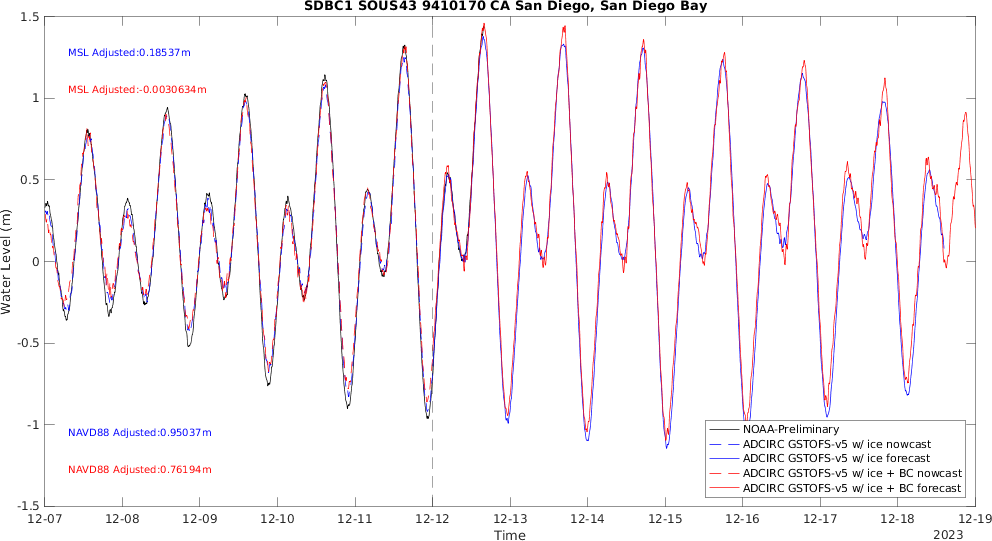 SDBC1 SOUS43 9410170 CA San Diego, San Diego Bay
1.5
MSL Adjusted:0.18537m
1
MSL Adjusted:-0.0030634m
0.5
Water Level (m)
0
-0.5
-1
NAVD88 Adjusted:0.95037m
NAVD88 Adjusted:0.76194m
-1.5
NOAA-Preliminary
ADCIRC GSTOFS-v5 w/ ice nowcast
ADCIRC GSTOFS-v5 w/ ice forecast
ADCIRC GSTOFS-v5 w/ ice + BC nowcast
ADCIRC GSTOFS-v5 w/ ice + BC forecast
12-07 12-08 12-09 12-10 12-11 12-12 12-13 12-14 12-15 12-16 12-17 12-18 12-19
Time
2023